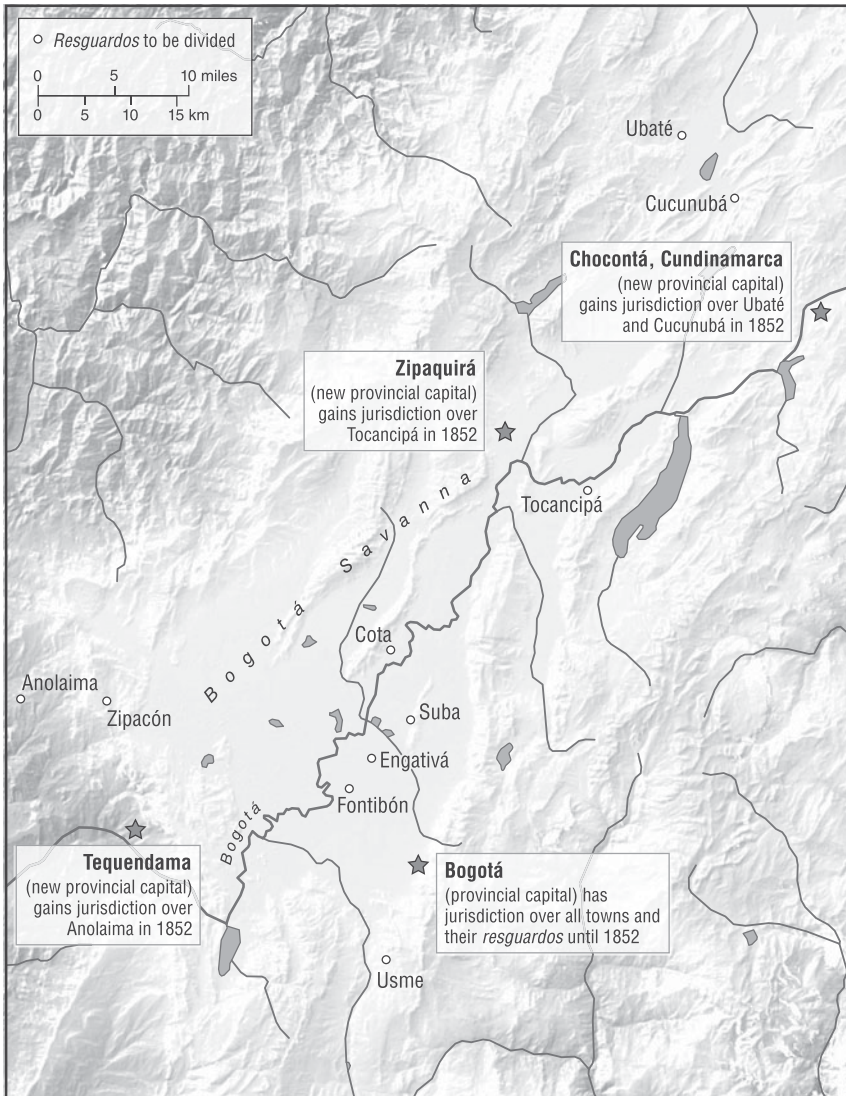 Resguardos to be divided
0 5 10 miles
0 5 10 15 km
Ubaté
Cucunubá
Chocontá, Cundinamarca
(new provincial capital)
gains jurisdiction over Ubaté
and Cucunubá in 1852
Zipaquirá
(new provincial capital)
gains jurisdiction over
Tocancipá in 1852
Tocancipá
Bogotá Savanna
Cota
Anolaima
Zipacón
Suba
Engativá
Fontibón
Bogotá
Tequendama
(new provincial capital)
gains jurisdiction over
Anolaima in 1852
Bogotá
(provincial capital) has
jurisdiction over all towns and
their resguardos until 1852
Usme